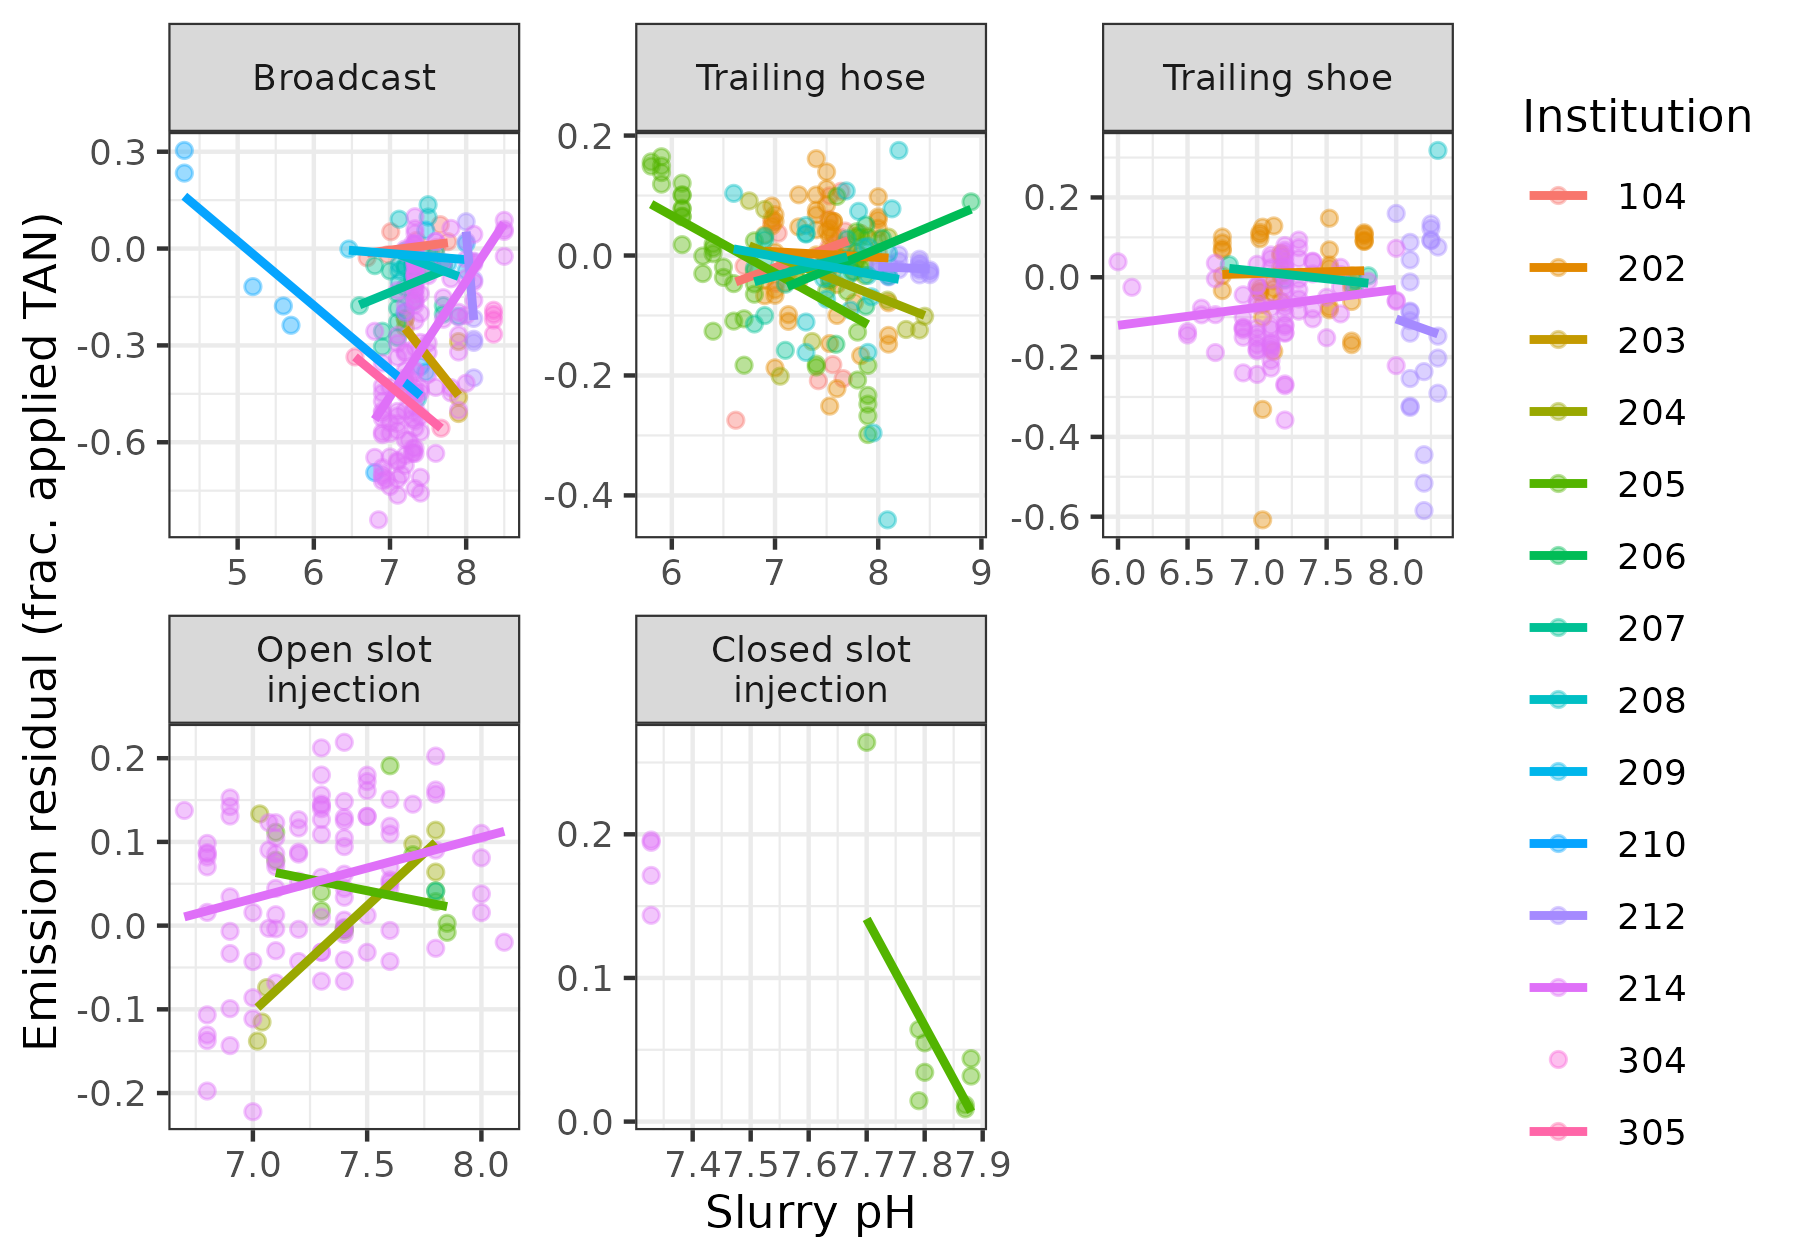 Broadcast
Trailing hose
Trailing shoe
0.3
0.0
-0.3
-0.6
5 6 7 8
0.2
0.0
-0.2
-0.4
6 7 8 9
0.2
0.0
-0.2
-0.4
-0.6
6.0 6.5 7.0 7.5 8.0
Open slot
injection
Closed slot
injection
0.2
0.1
0.0
-0.1
-0.2
7.0 7.5 8.0
0.2
0.1
0.0
7.4 7.5 7.6 7.7 7.8 7.9
Emission residual (frac. applied TAN)
Slurry pH
Institution
104
202
203
204
205
206
207
208
209
210
212
214
304
305